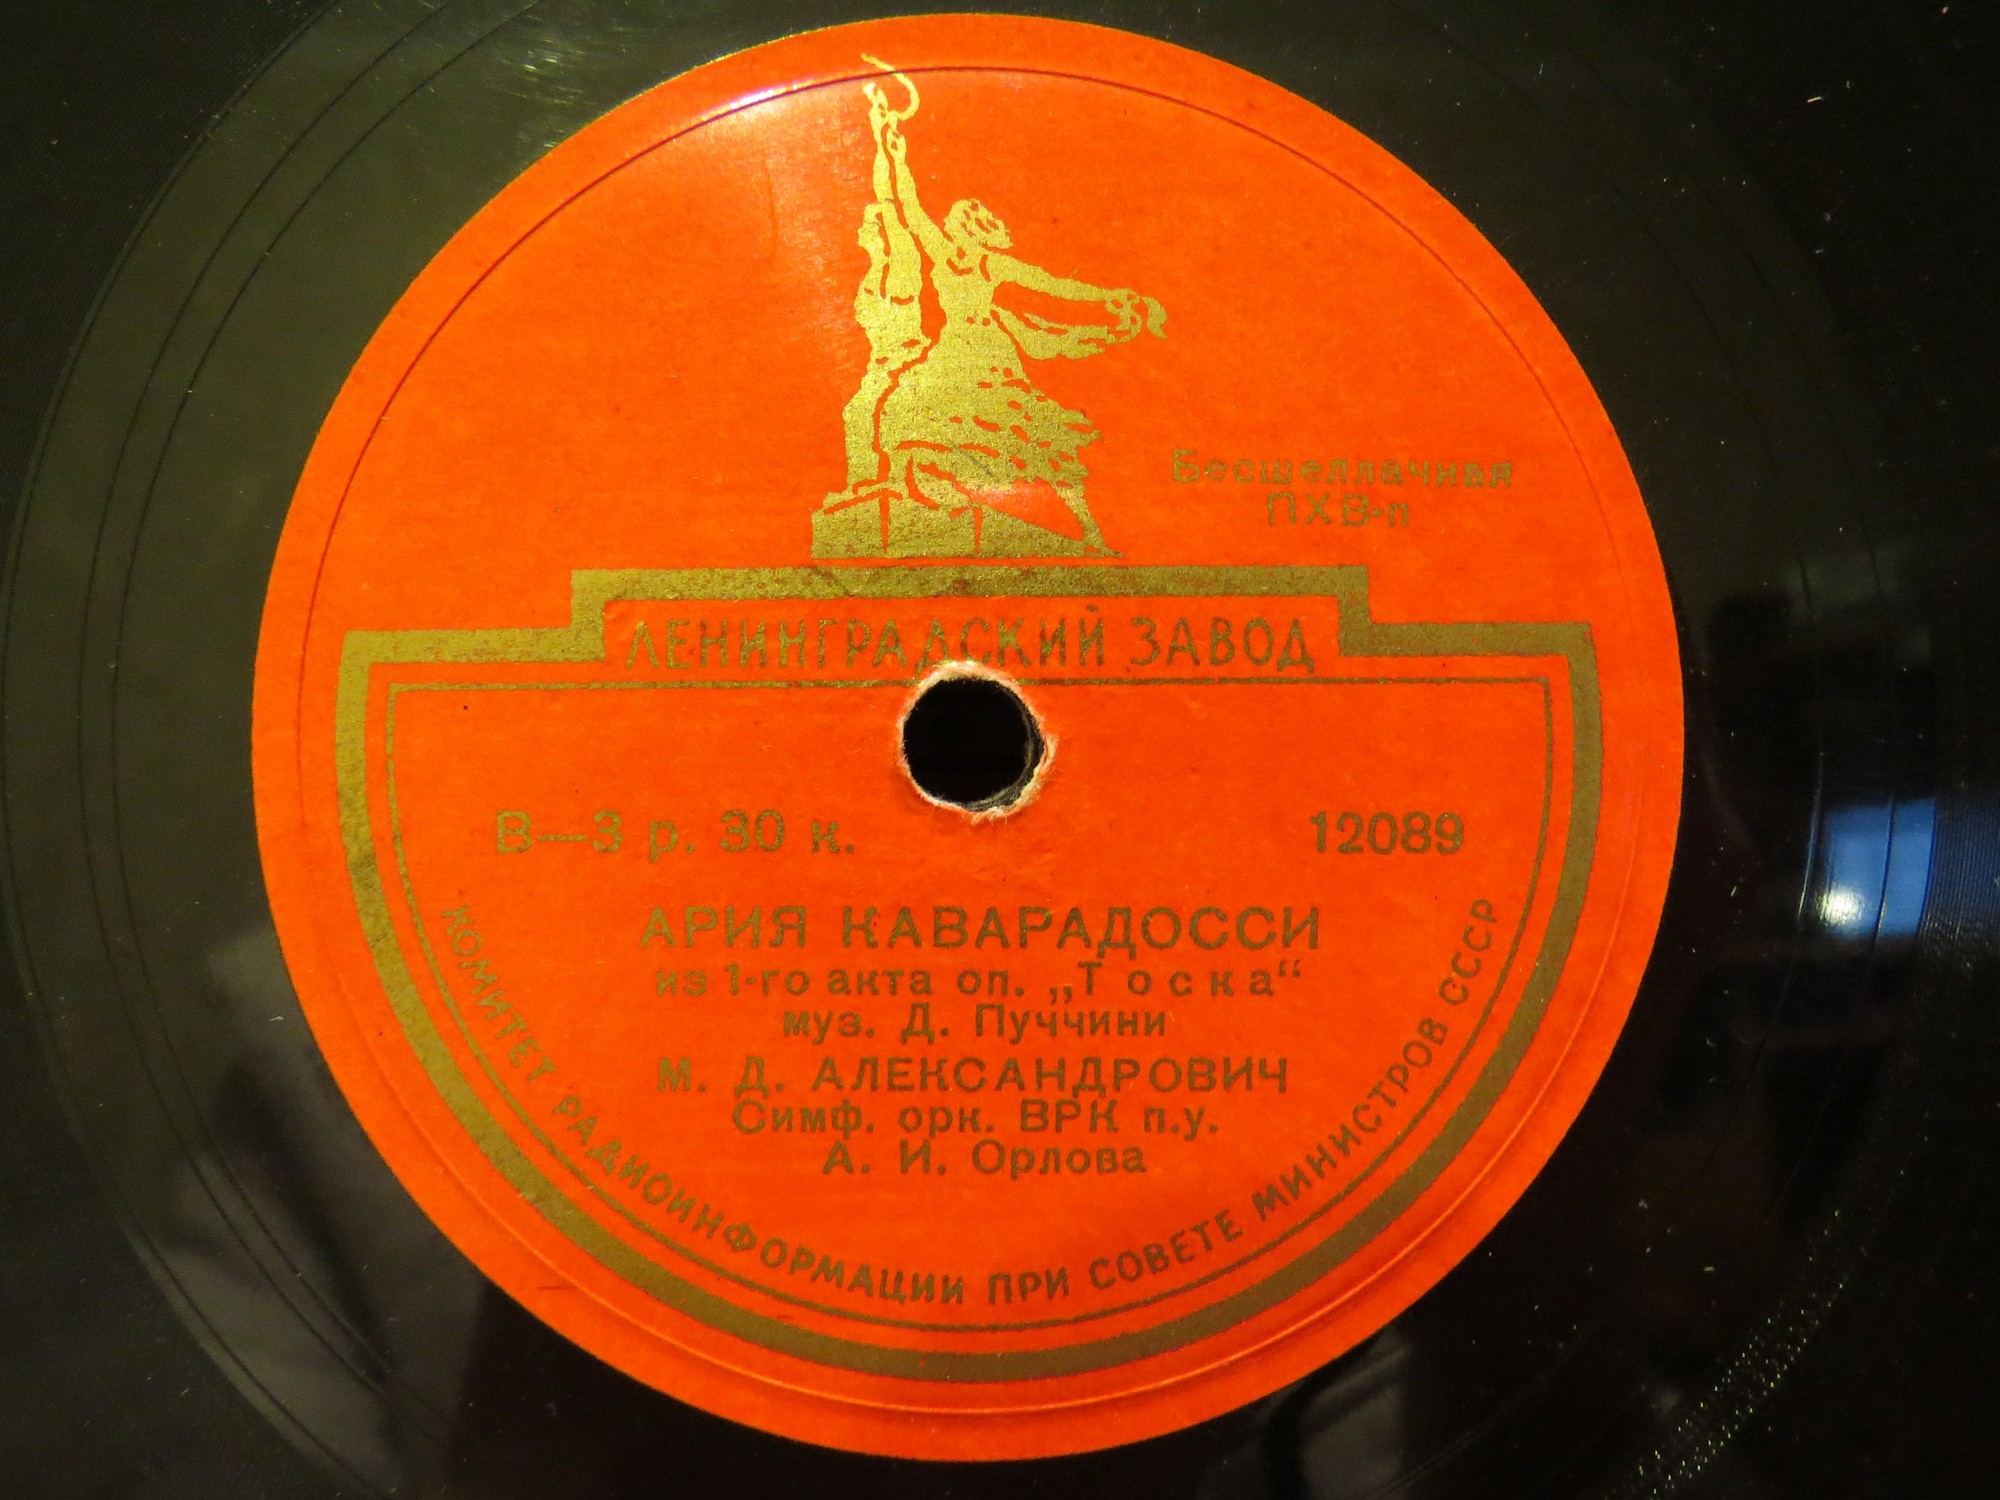 Бесшеллачная
ПХВ-п
ЛЕНИНГРАДСКИЙ ЗАВОД
В—3 р. 30 к.
12089
АРИЯ КАВАРАДОССИ
из 1-го акта оп. „Тоска“
муз. Д. Пуччини
М. Д. АЛЕКСАНДРОВИЧ
Симф. орк. ВРК п.у.
А. И. Орлова
КОМИТЕТ РАДИОИНФОРМАЦИИ ПРИ СОВЕТЕ МИНИСТРОВ СССР